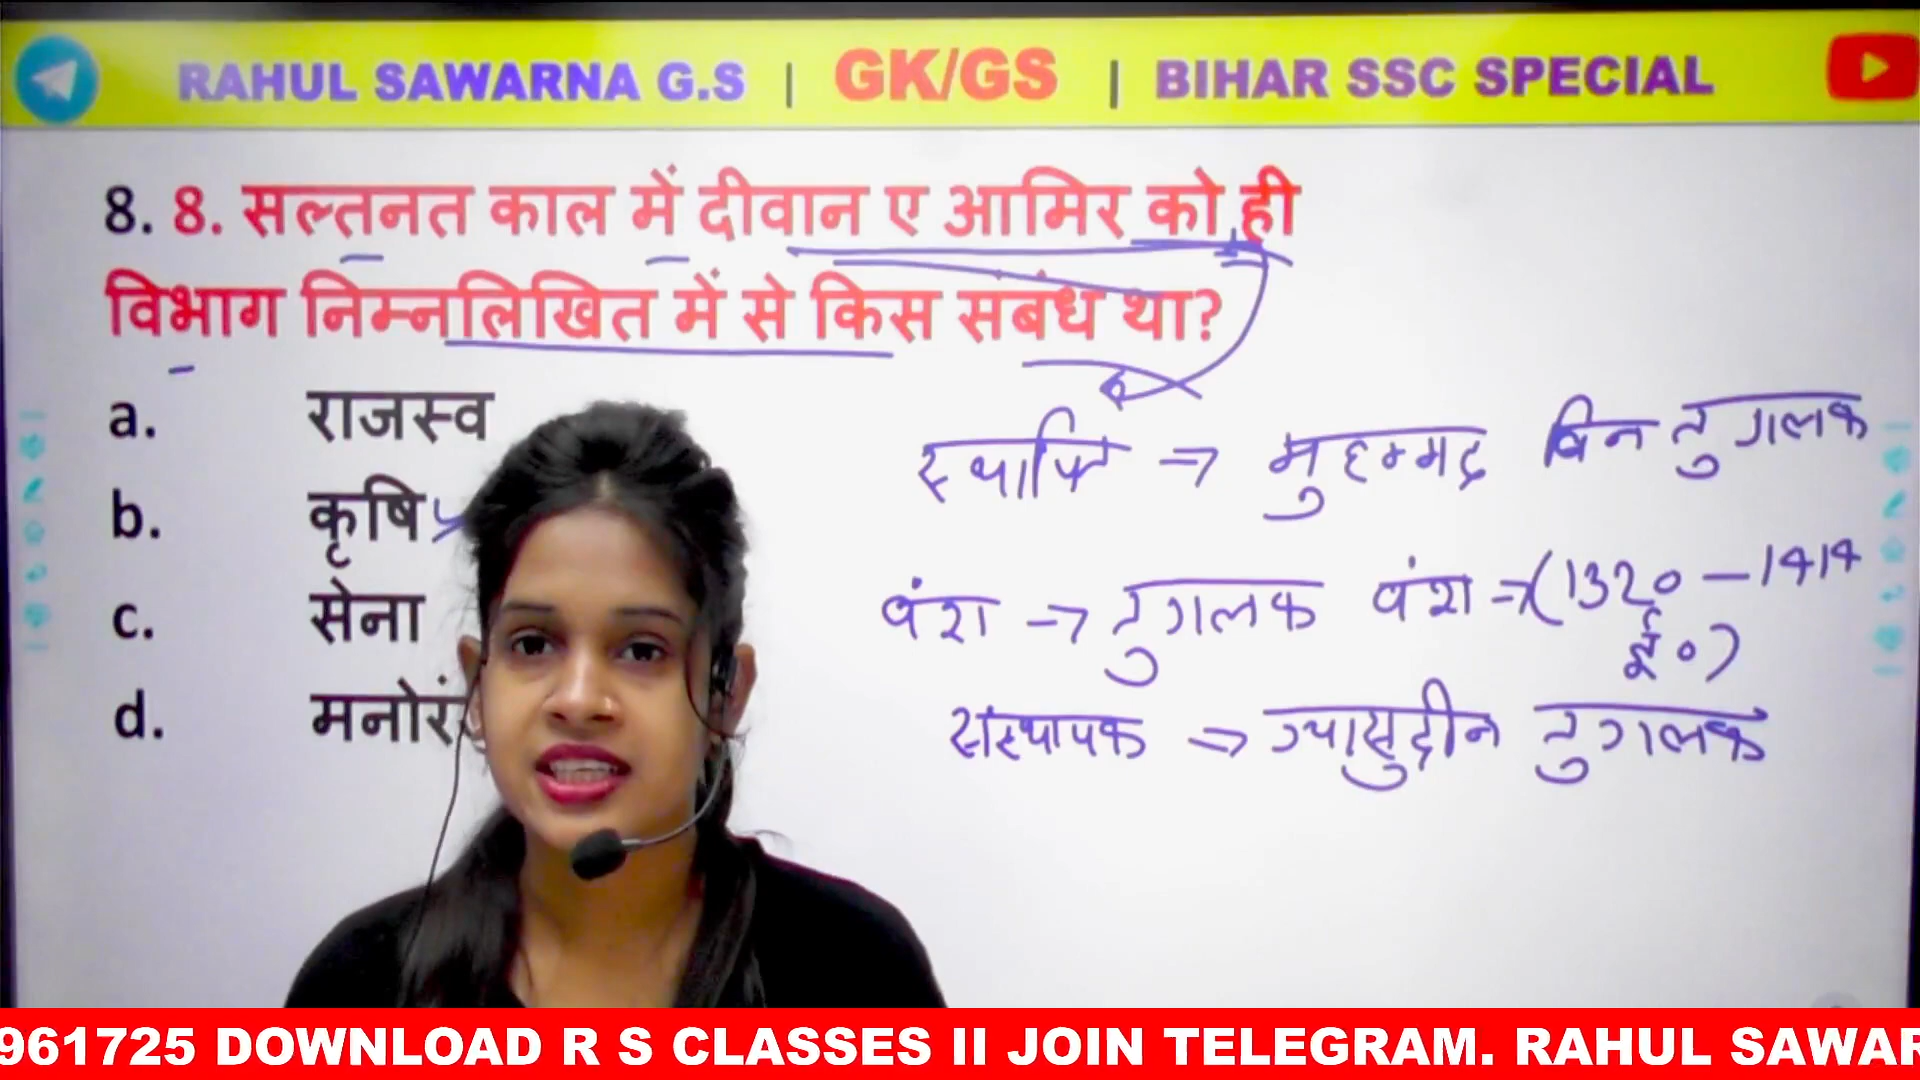 RAHUL SAWARNA G.S | GK/GS | BIHAR SSC SPECIAL
8. 8. सल्तनत काल में दीवान ए आमिर को ही
विभाग निम्नलिखित में से किस सबंध था?
a. राजस्व
b. कृषि
c. सेना
d. मनोरं
स्थापित => मुहम्मद बिन तुगलक
वंश -> तुगलक वंश => (1320 - 1414
ई०)
संस्थापक => ग्यासुद्दीन तुगलक
961725 DOWNLOAD R S CLASSES II JOIN TELEGRAM. RAHUL SAWAR